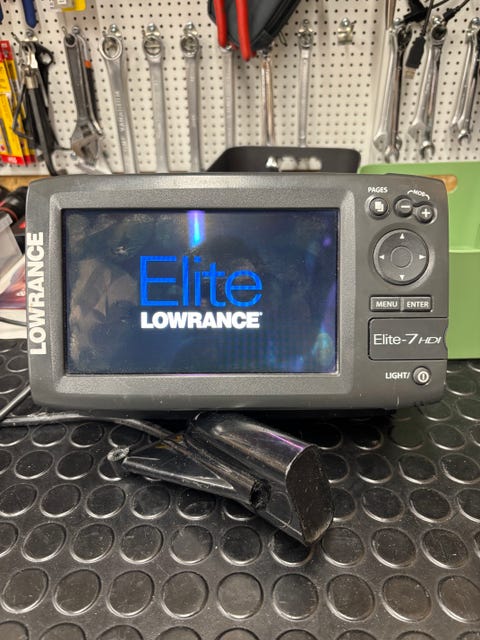 LOWRANCE
Elite
LOWRANCE
PAGES
MENU
ENTER
Elite-7 HDI
LIGHT/